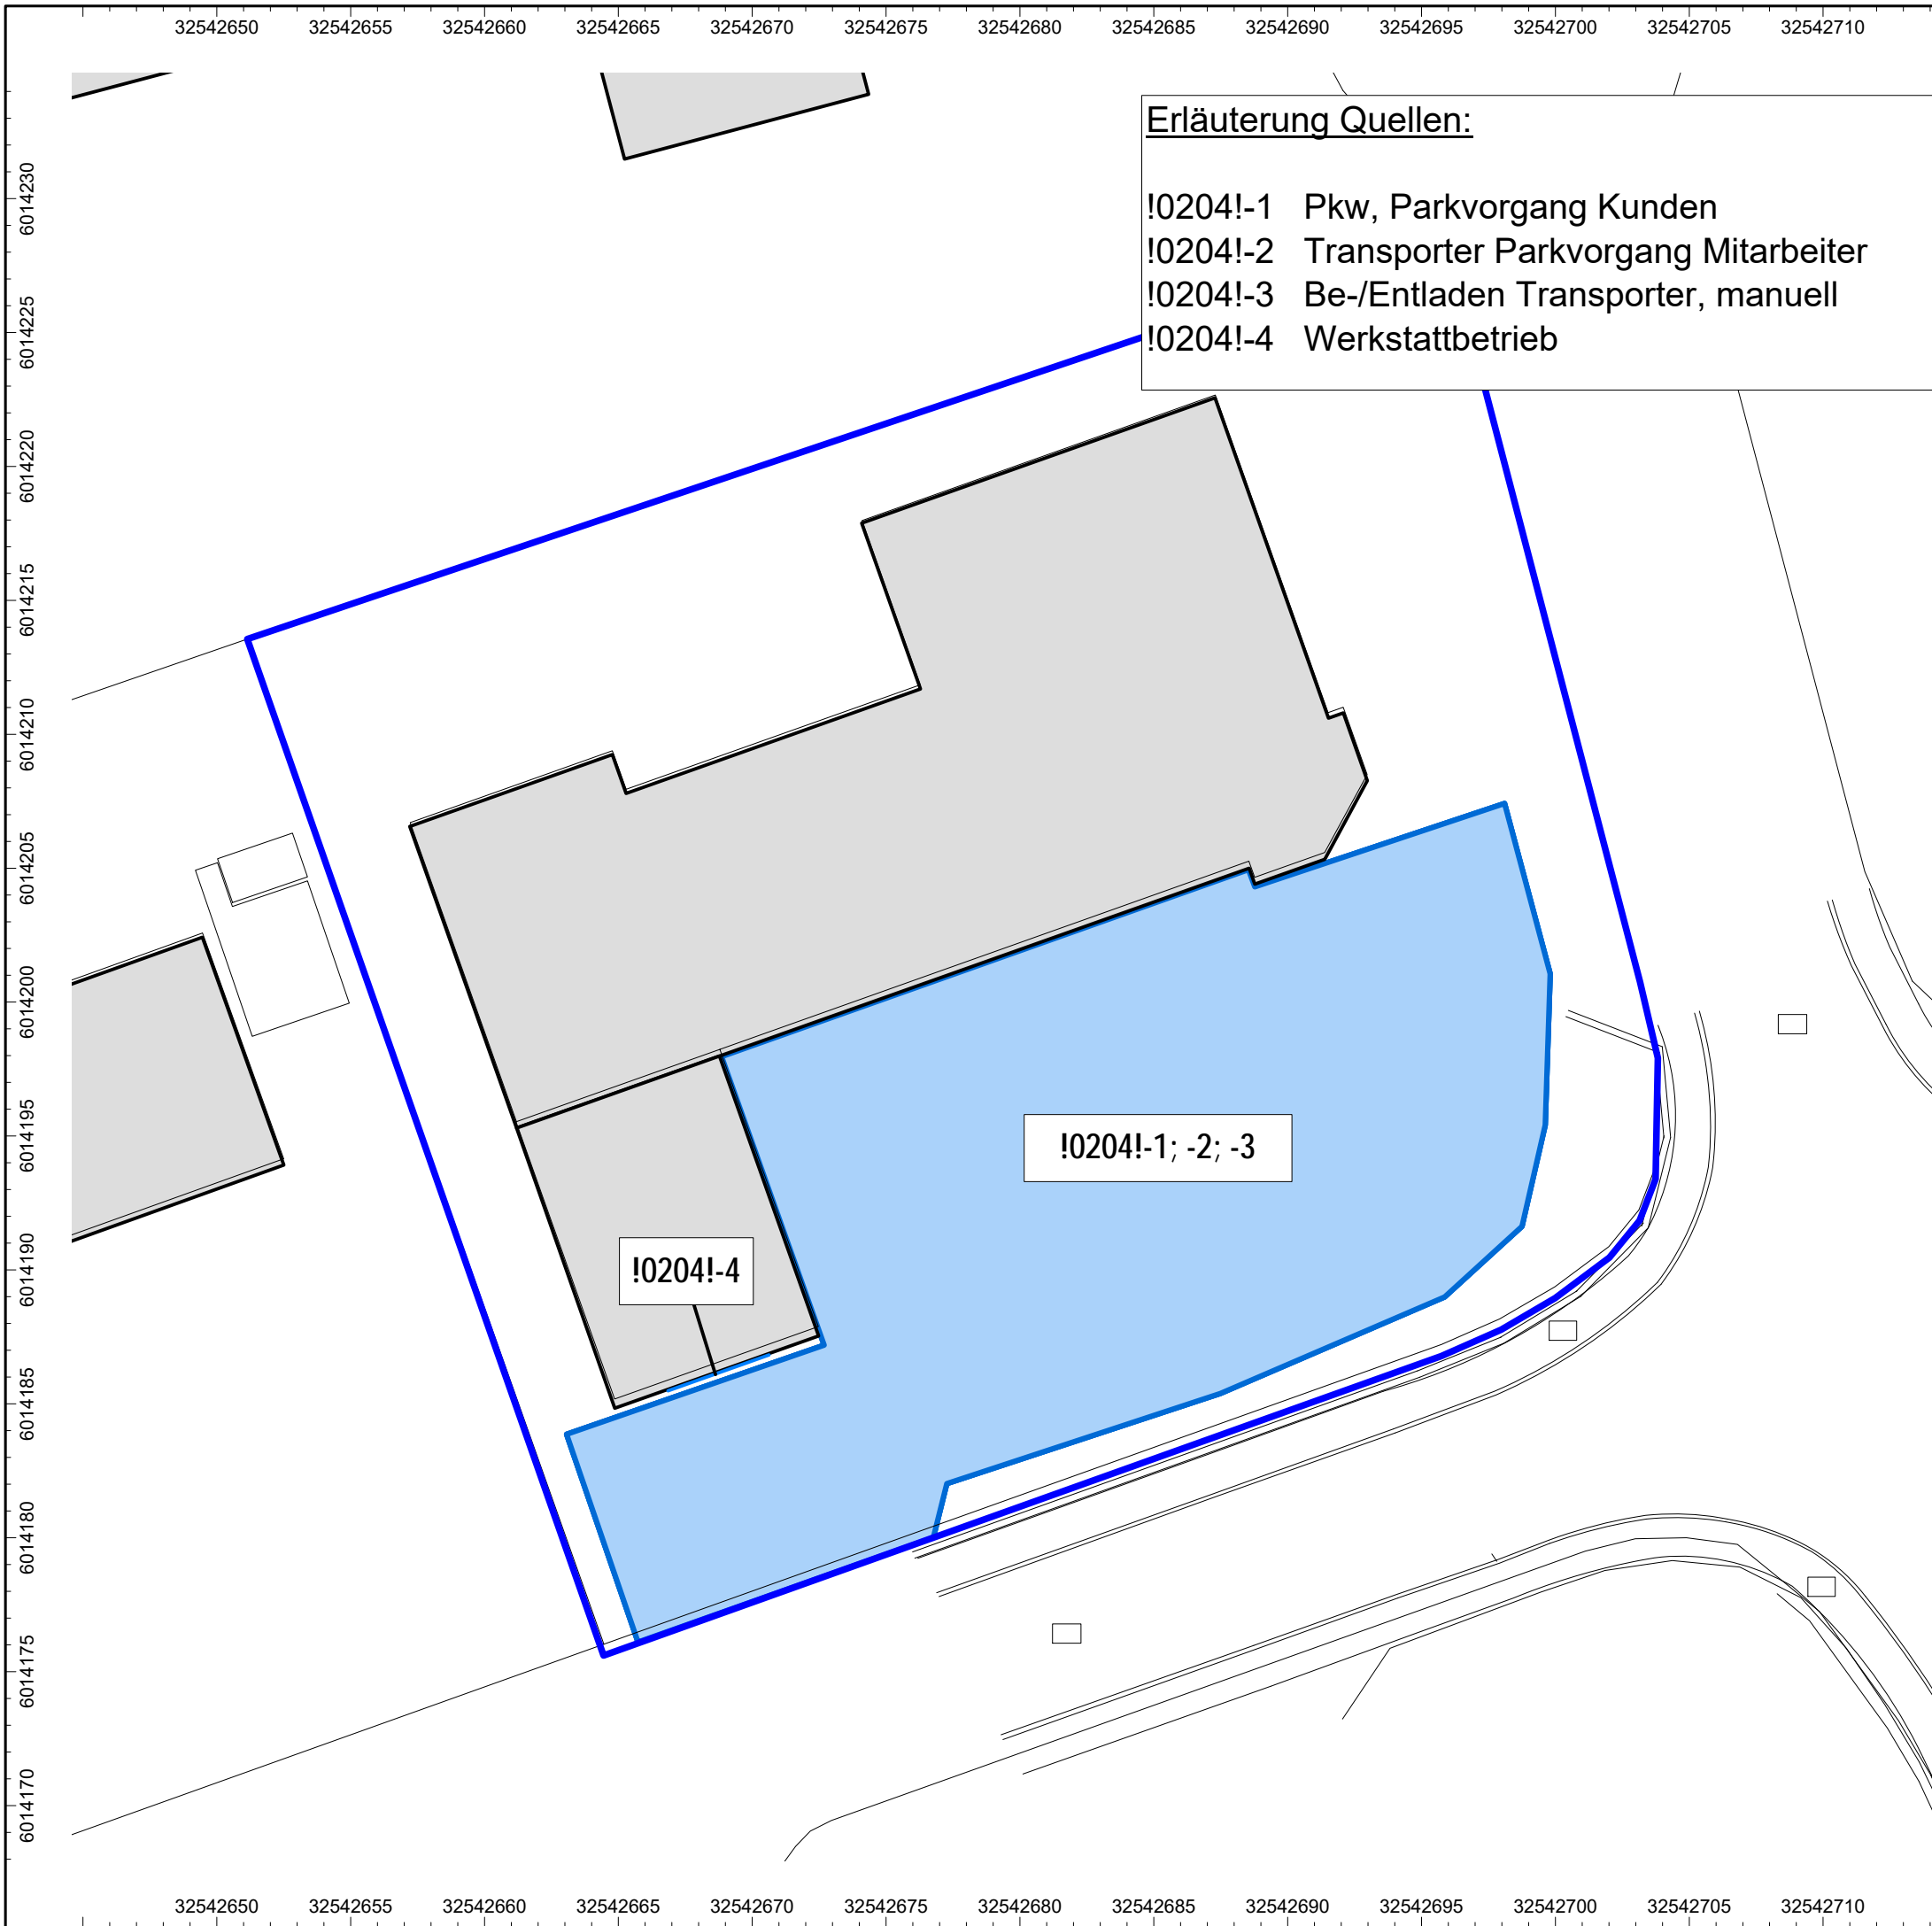 32542650 32542655 32542660 32542665 32542670 32542675 32542680 32542685 32542690 32542695 32542700 32542705 32542710
Erläuterung Quellen:
!0204!-1 Pkw, Parkvorgang Kunden
!0204!-2 Transporter Parkvorgang Mitarbeiter
!0204!-3 Be-/Entladen Transporter, manuell
!0204!-4 Werkstattbetrieb
6014230
6014225
6014220
6014215
6014210
6014205
6014200
6014195
6014190
6014185
6014180
6014175
6014170
!0204!-1; -2; -3
!0204!-4
32542650 32542655 32542660 32542665 32542670 32542675 32542680 32542685 32542690 32542695 32542700 32542705 32542710